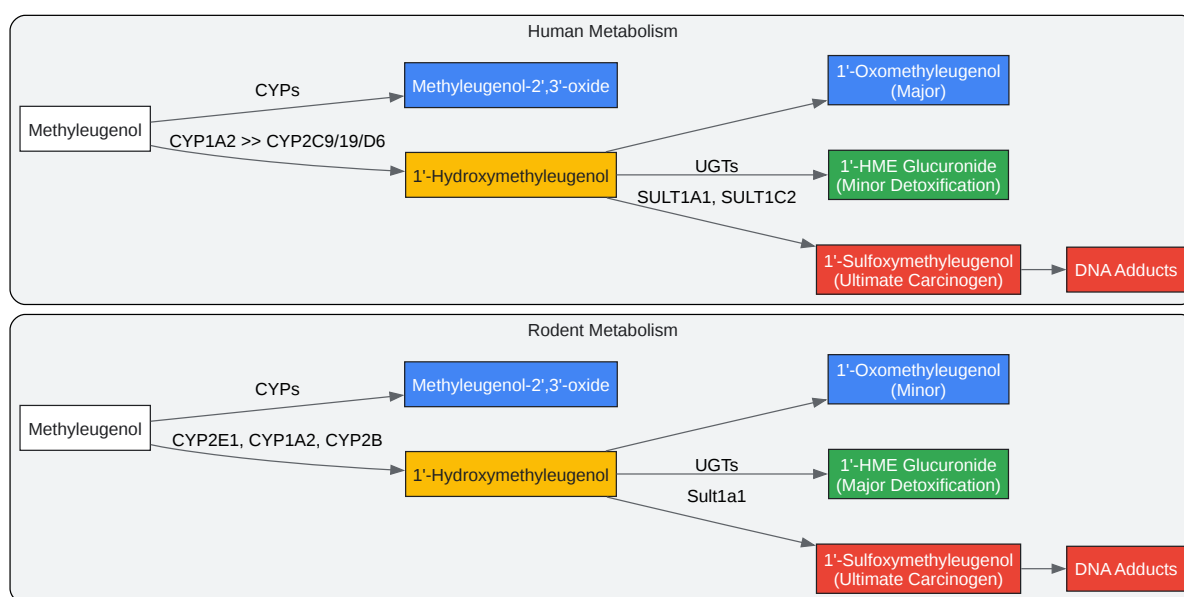 Human Metabolism
1'-Oxomethyleugenol
(Major)
CYPs
Methyleugenol-2',3'-oxide
Methyleugenol
CYP1A2 >> CYP2C9/19/D6
1'-Hydroxymethyleugenol
UGTs
1'-HME Glucuronide
(Minor Detoxification)
SULT1A1, SULT1C2
1'-Sulfoxymethyleugenol
(Ultimate Carcinogen)
DNA Adducts
Rodent Metabolism
1'-Oxomethyleugenol
(Minor)
CYPs
Methyleugenol-2',3'-oxide
Methyleugenol
CYP2E1, CYP1A2, CYP2B
1'-Hydroxymethyleugenol
UGTs
1'-HME Glucuronide
(Major Detoxification)
Sult1a1
1'-Sulfoxymethyleugenol
(Ultimate Carcinogen)
DNA Adducts